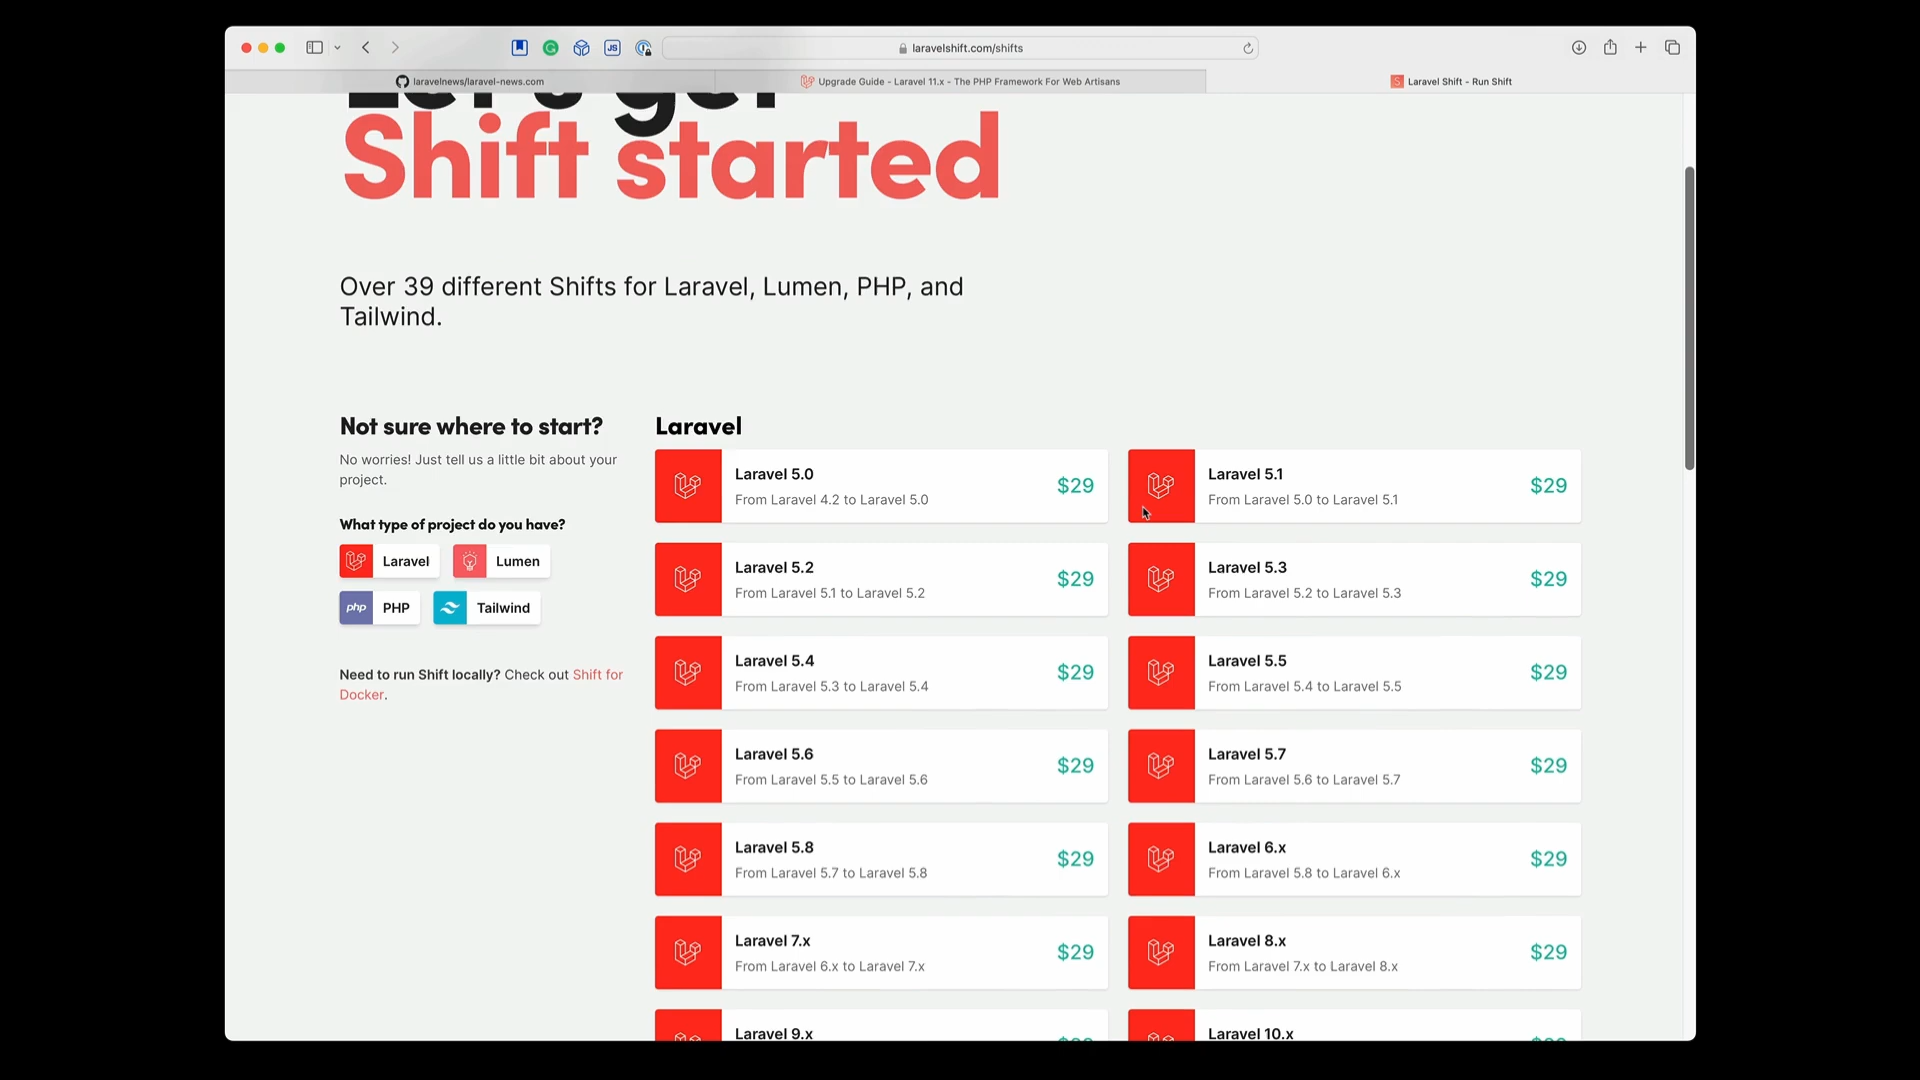 laravelshift.com/shifts
laravelnews/laravel-news.com
Upgrade Guide - Laravel 11.x - The PHP Framework For Web Artisans
Laravel Shift - Run Shift
Let's get
Shift started
Over 39 different Shifts for Laravel, Lumen, PHP, and
Tailwind.
Not sure where to start?
No worries! Just tell us a little bit about your
project.
What type of project do you have?
Laravel
Lumen
php
PHP
Tailwind
Need to run Shift locally? Check out Shift for
Docker.
Laravel
Laravel 5.0
From Laravel 4.2 to Laravel 5.0
$29
Laravel 5.1
From Laravel 5.0 to Laravel 5.1
$29
Laravel 5.2
From Laravel 5.1 to Laravel 5.2
$29
Laravel 5.3
From Laravel 5.2 to Laravel 5.3
$29
Laravel 5.4
From Laravel 5.3 to Laravel 5.4
$29
Laravel 5.5
From Laravel 5.4 to Laravel 5.5
$29
Laravel 5.6
From Laravel 5.5 to Laravel 5.6
$29
Laravel 5.7
From Laravel 5.6 to Laravel 5.7
$29
Laravel 5.8
From Laravel 5.7 to Laravel 5.8
$29
Laravel 6.x
From Laravel 5.8 to Laravel 6.x
$29
Laravel 7.x
From Laravel 6.x to Laravel 7.x
$29
Laravel 8.x
From Laravel 7.x to Laravel 8.x
$29
Laravel 9.x
Laravel 10.x